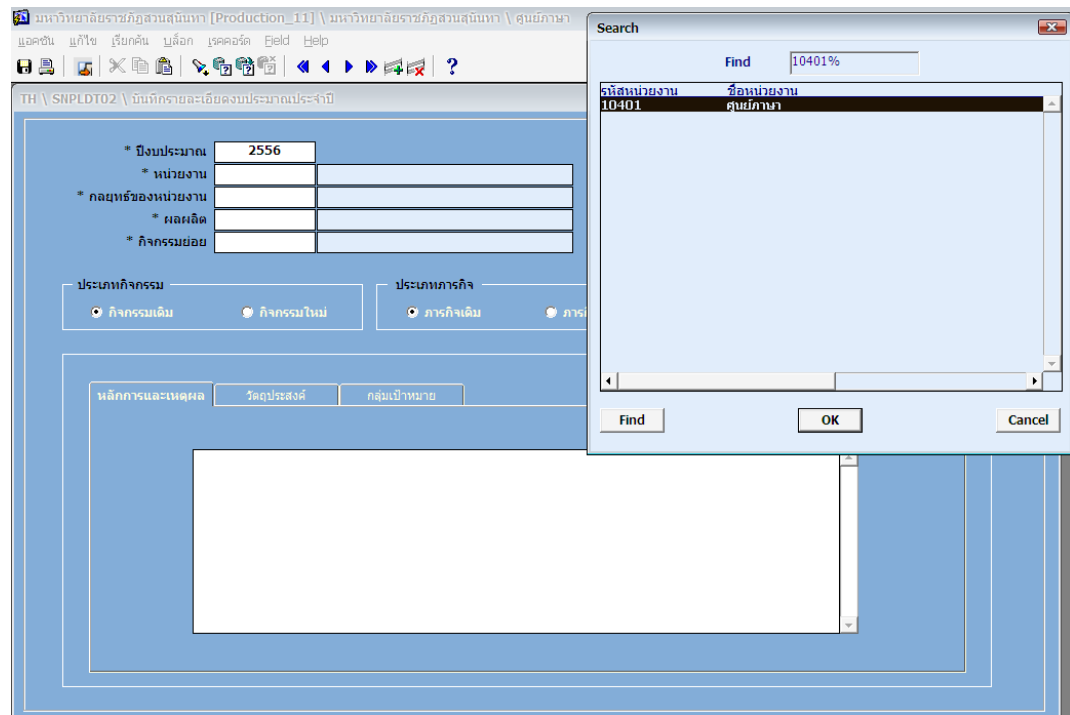 มหาวิทยาลัยราชภัฏสวนสุนันทา [Production_11] \ มหาวิทยาลัยราชภัฏสวนสุนันทา \ ศูนย์ภาษา
แอคชัน แก้ไข เรียกค้น บล็อก เรคคอร์ด Field Help
TH \ SNPLDT02 \ บันทึกรายละเอียดงบประมาณประจำปี
* ปีงบประมาณ 2556
* หน่วยงาน
* กลยุทธ์ของหน่วยงาน
* ผลผลิต
* กิจกรรมย่อย
ประเภทกิจกรรม ประเภทภารกิจ
กิจกรรมเดิม กิจกรรมใหม่ ภารกิจเดิม
หลักการและเหตุผล วัตถุประสงค์ กลุ่มเป้าหมาย
Search
Find 10401%
รหัสหน่วยงาน ชื่อหน่วยงาน
10401 ศูนย์ภาษา
Find OK Cancel